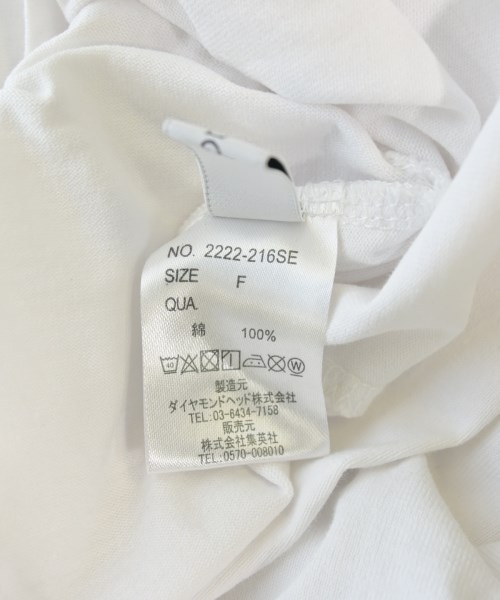 NO. 2222-216SE
SIZE F
QUA.
綿 100%
40 W
製造元
ダイヤモンドヘッド株式会社
TEL:03-6434-7158
販売元
株式会社集英社
TEL:0570-008010